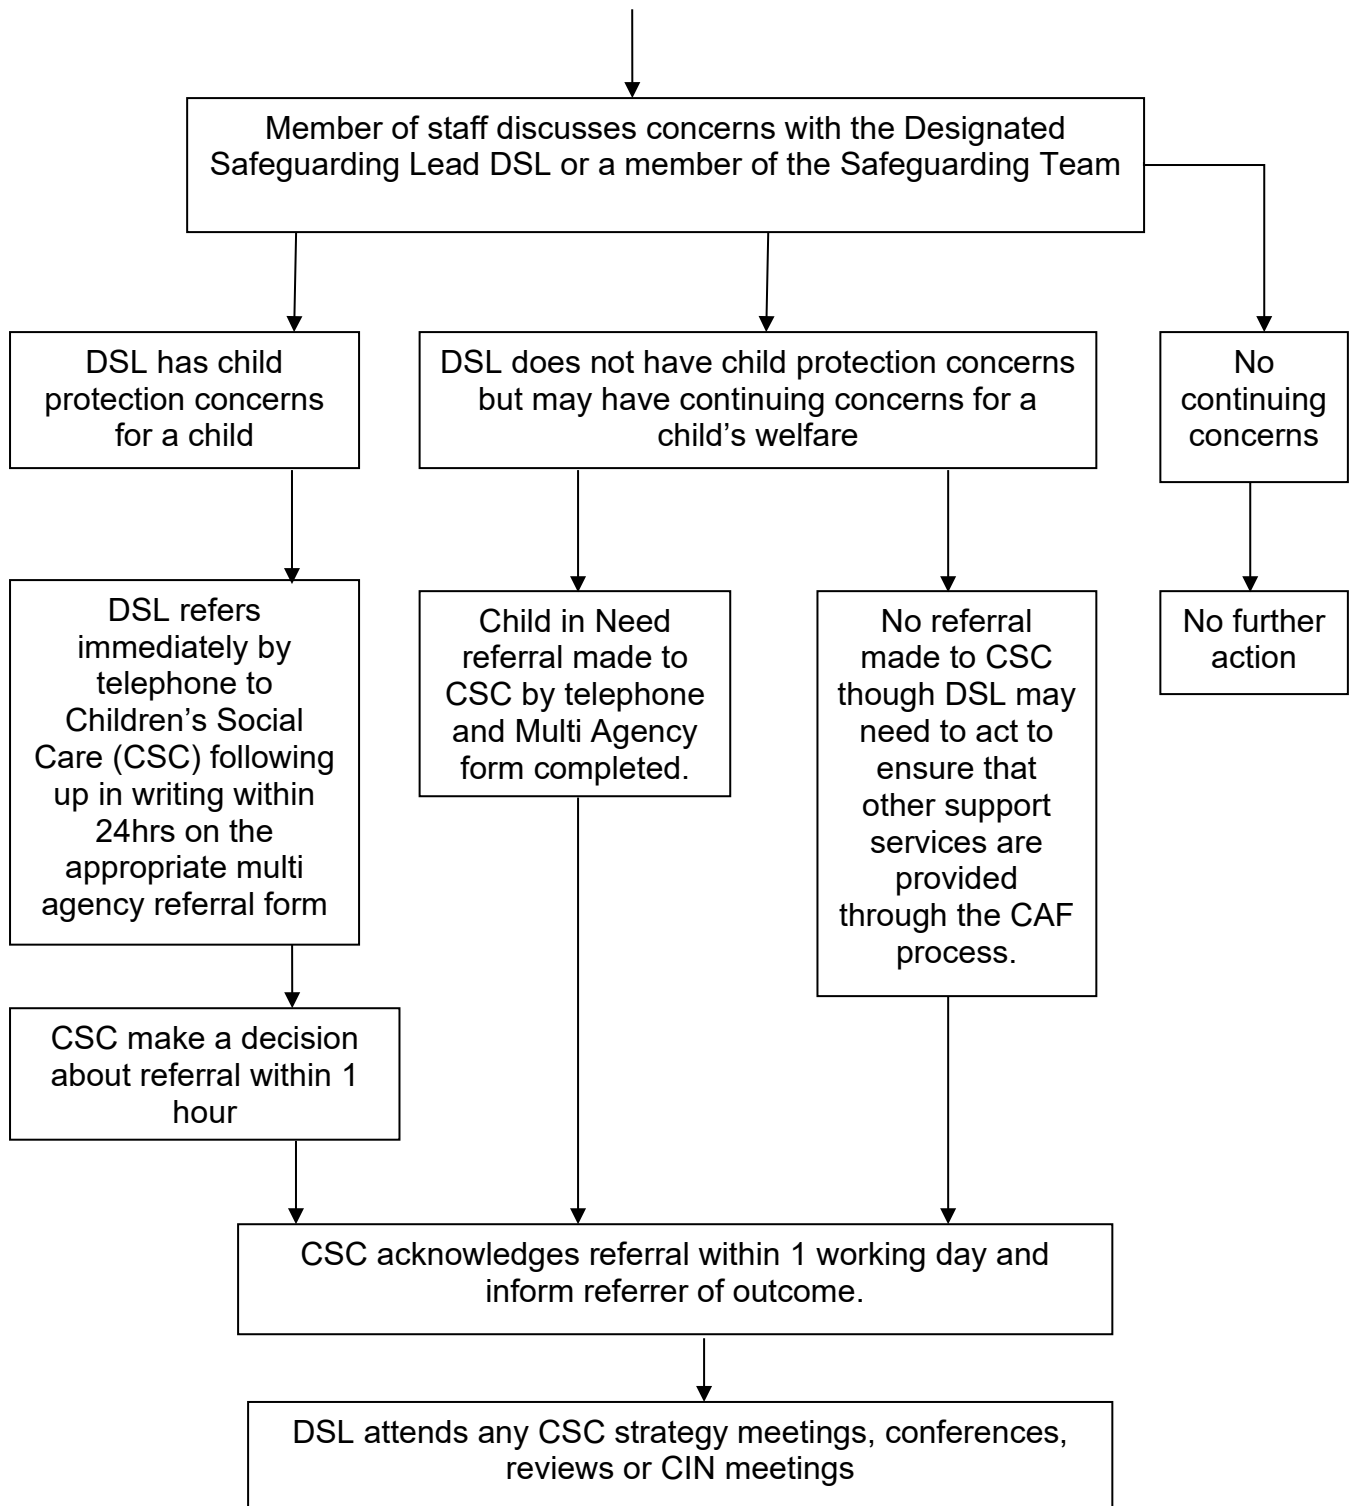 Member of staff discusses concerns with the Designated
Safeguarding Lead DSL or a member of the Safeguarding Team
DSL has child
protection concerns
for a child
DSL does not have child protection concerns
but may have continuing concerns for a
child’s welfare
No
continuing
concerns
DSL refers
immediately by
telephone to
Children’s Social
Care (CSC) following
up in writing within
24hrs on the
appropriate multi
agency referral form
Child in Need
referral made to
CSC by telephone
and Multi Agency
form completed.
No referral
made to CSC
though DSL may
need to act to
ensure that
other support
services are
provided
through the CAF
process.
No further
action
CSC make a decision
about referral within 1
hour
CSC acknowledges referral within 1 working day and
inform referrer of outcome.
DSL attends any CSC strategy meetings, conferences,
reviews or CIN meetings